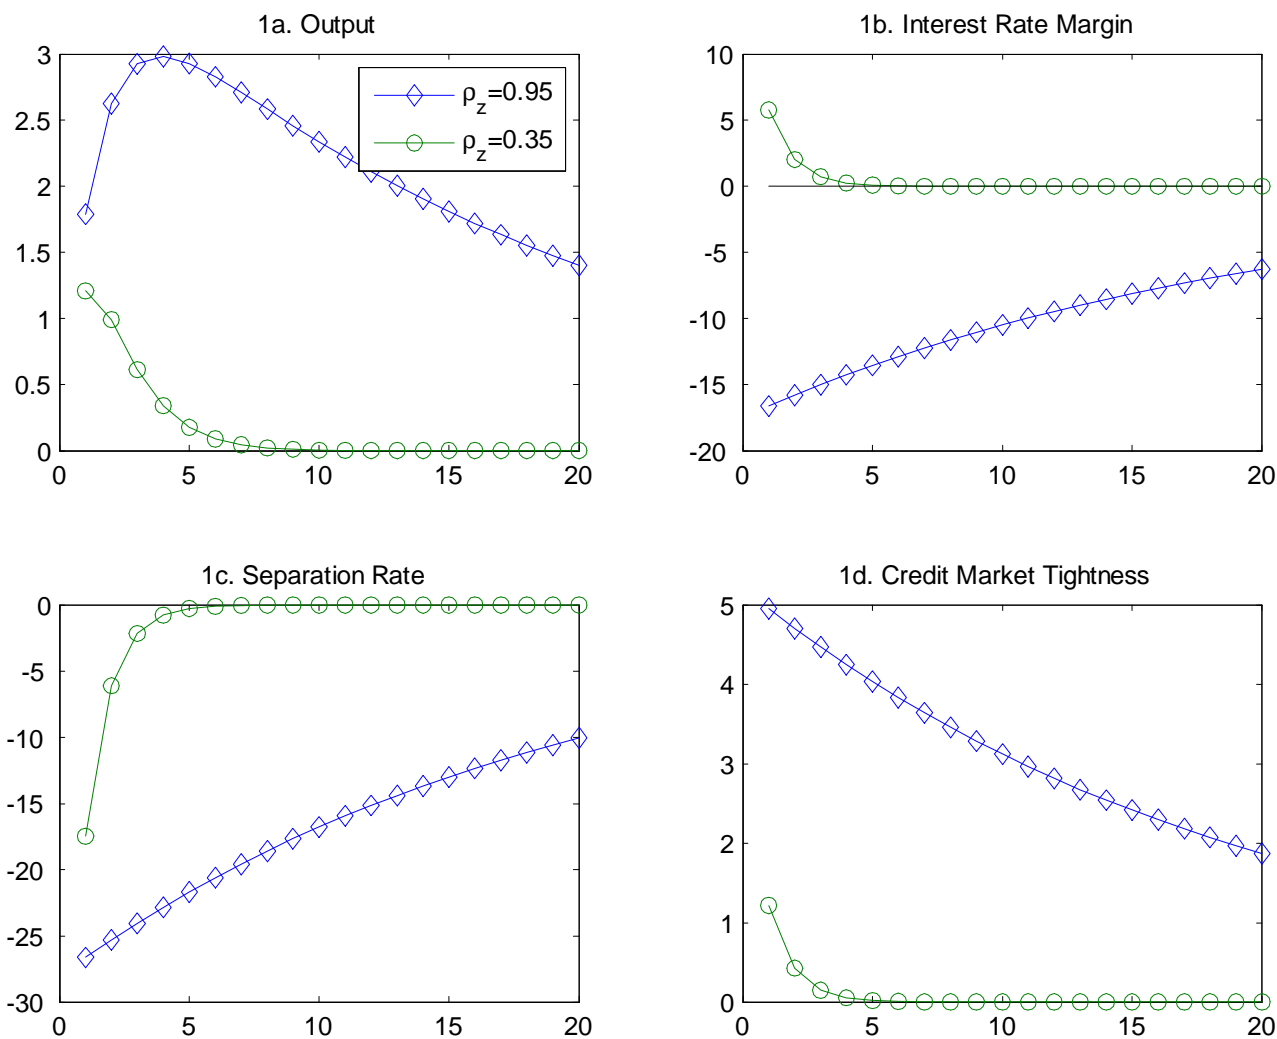 1a. Output
3
2.5
2
1.5
1
0.5
0
0 5 10 15 20
ρz=0.95
ρz=0.35
1b. Interest Rate Margin
10
5
0
-5
-10
-15
-20
0 5 10 15 20
1c. Separation Rate
0
-5
-10
-15
-20
-25
-30
0 5 10 15 20
1d. Credit Market Tightness
5
4
3
2
1
0
0 5 10 15 20